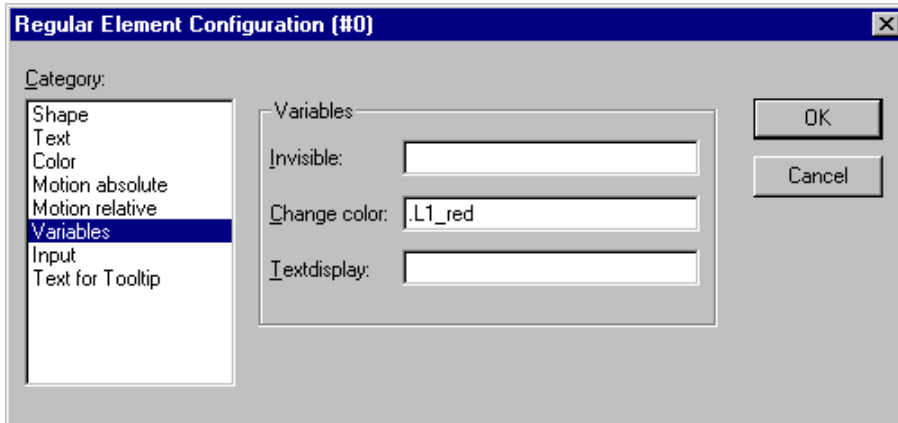 Regular Element Configuration (#0)
Category:
Shape
Text
Color
Motion absolute
Motion relative
Variables
Input
Text for Tooltip
Variables
Invisible:
Change color: .L1_red
Textdisplay:
OK
Cancel